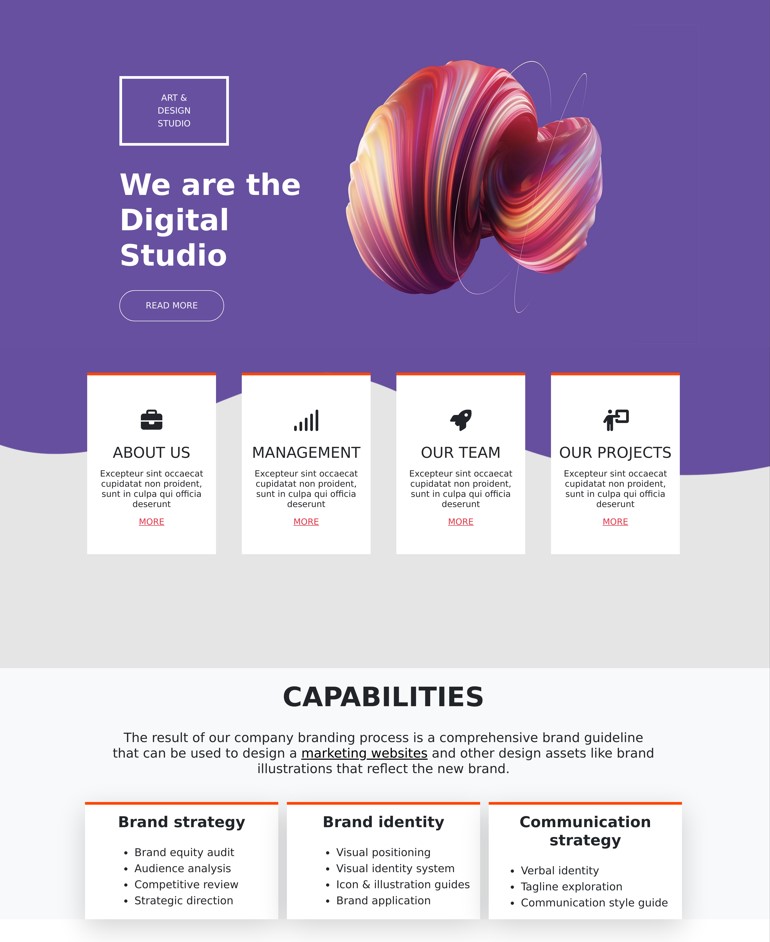 ART &
DESIGN
STUDIO
We are the
Digital
Studio
READ MORE
ABOUT US
Excepteur sint occaecat
cupidatat non proident,
sunt in culpa qui officia
deserunt
MORE
MANAGEMENT
Excepteur sint occaecat
cupidatat non proident,
sunt in culpa qui officia
deserunt
MORE
OUR TEAM
Excepteur sint occaecat
cupidatat non proident,
sunt in culpa qui officia
deserunt
MORE
OUR PROJECTS
Excepteur sint occaecat
cupidatat non proident,
sunt in culpa qui officia
deserunt
MORE
CAPABILITIES
The result of our company branding process is a comprehensive brand guideline
that can be used to design a marketing websites and other design assets like brand
illustrations that reflect the new brand.
Brand strategy
• Brand equity audit
• Audience analysis
• Competitive review
• Strategic direction
Brand identity
• Visual positioning
• Visual identity system
• Icon & illustration guides
• Brand application
Communication
strategy
• Verbal identity
• Tagline exploration
• Communication style guide